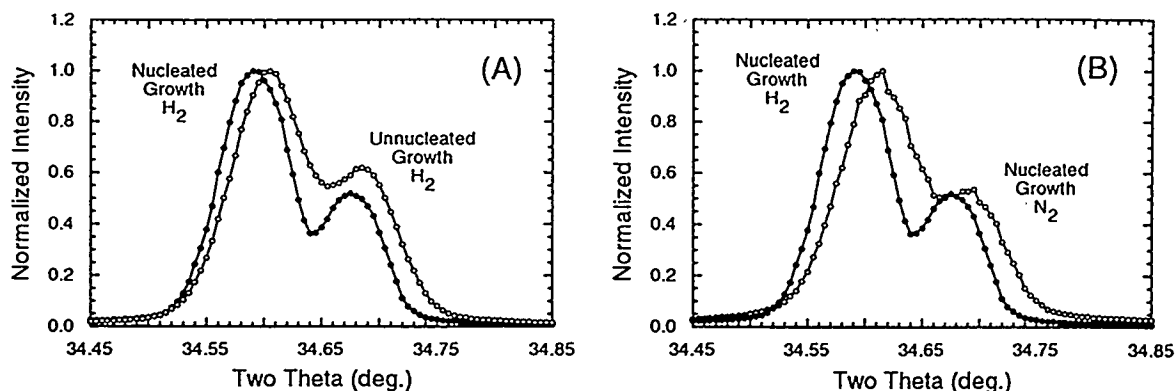 1.2
1.0
0.8
0.6
0.4
0.2
0.0
Normalized Intensity
34.45 34.55 34.65 34.75 34.85
Two Theta (deg.)
(A)
Nucleated
Growth
H2
Unnucleated
Growth
H2
1.2
1.0
0.8
0.6
0.4
0.2
0.0
Normalized Intensity
34.45 34.55 34.65 34.75 34.85
Two Theta (deg.)
(B)
Nucleated
Growth
H2
Nucleated
Growth
N2